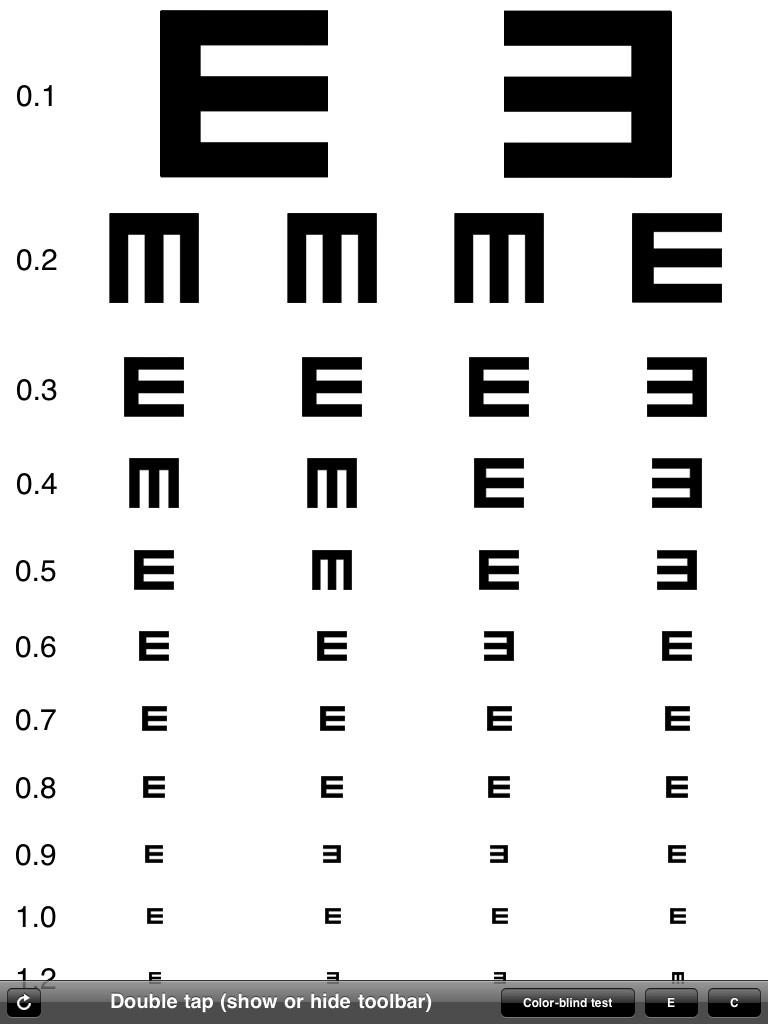 0.1 E Ǝ
0.2 M M M E
0.3 E E E Ǝ
0.4 M M E Ǝ
0.5 E M E Ǝ
0.6 E E Ǝ E
0.7 E E E E
0.8 E E E E
0.9 E Ǝ Ǝ E
1.0 E E E E
1.2 E Ǝ Ǝ M
Double tap (show or hide toolbar) Color-blind test E C